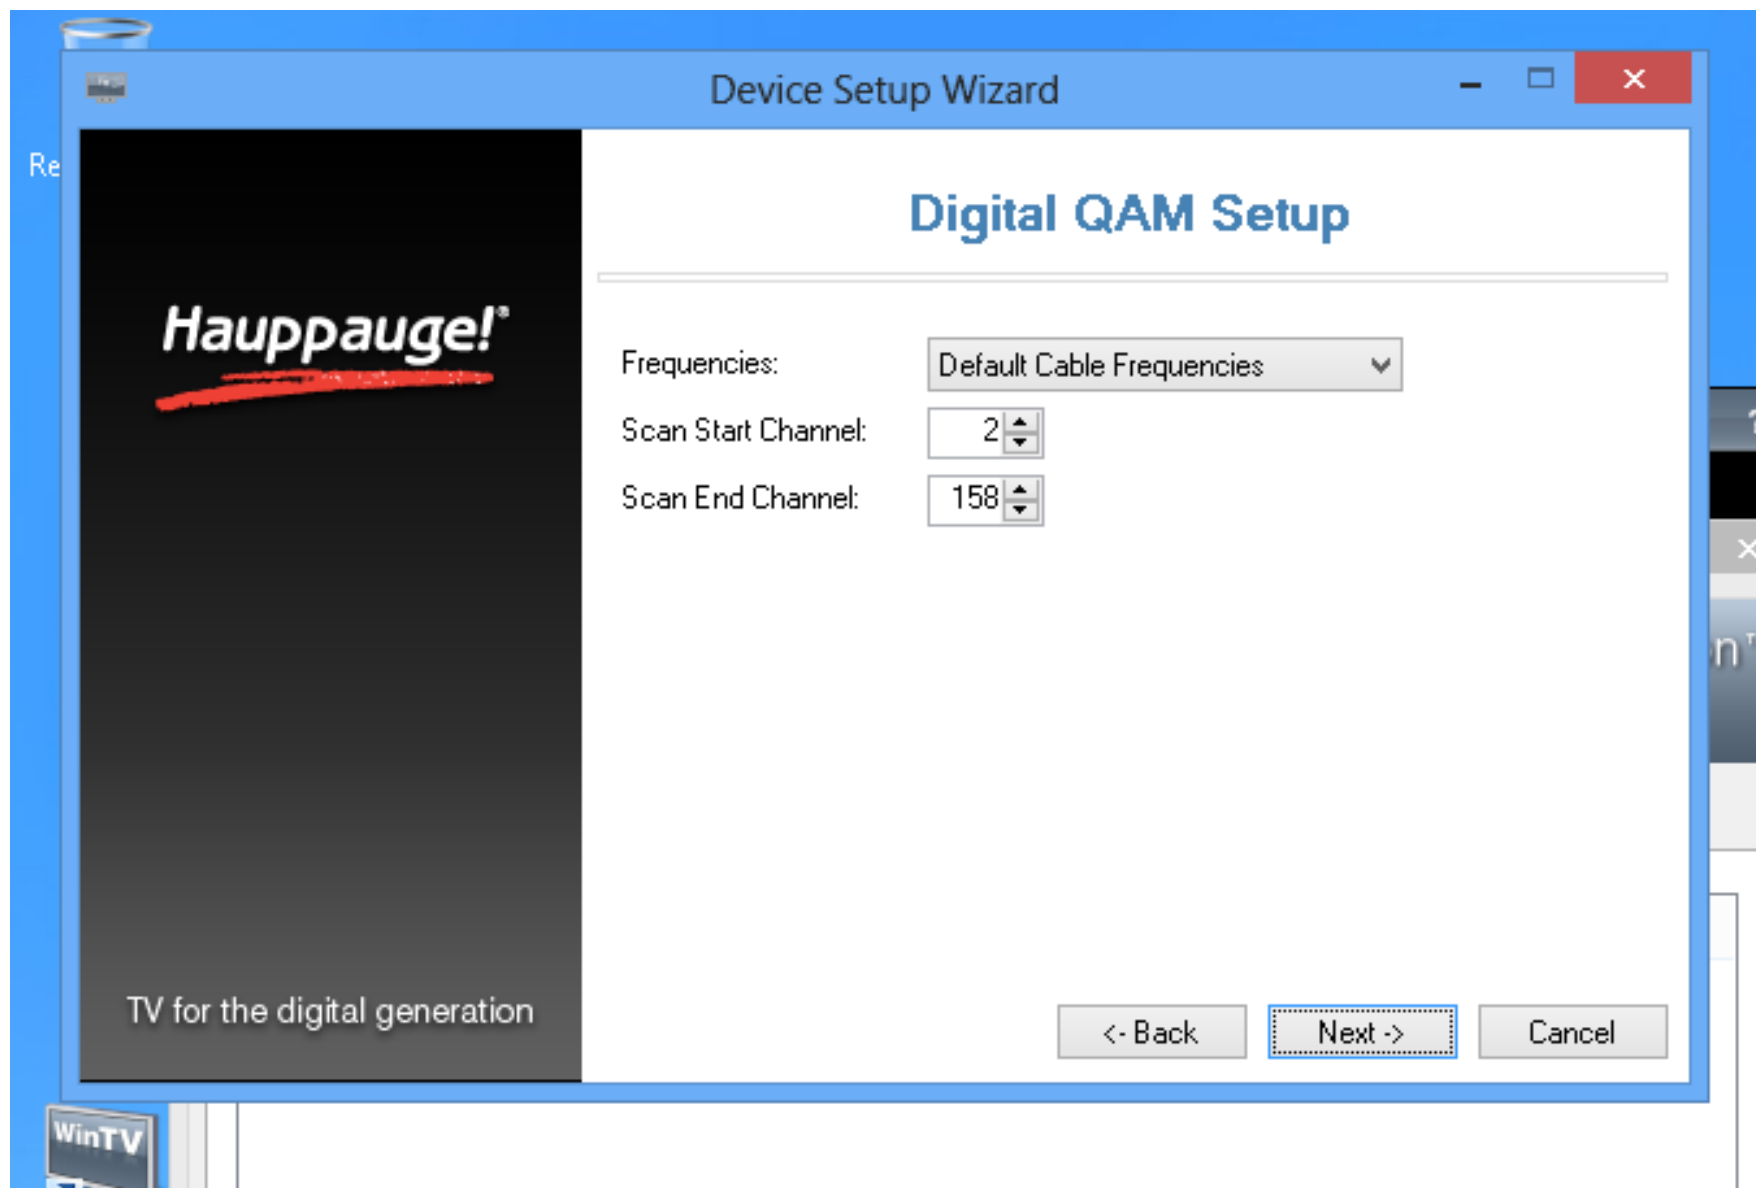 Device Setup Wizard
Re
Hauppauge!®
TV for the digital generation
Digital QAM Setup
Frequencies: Default Cable Frequencies
Scan Start Channel: 2
Scan End Channel: 158
<- Back Next -> Cancel
WinTV